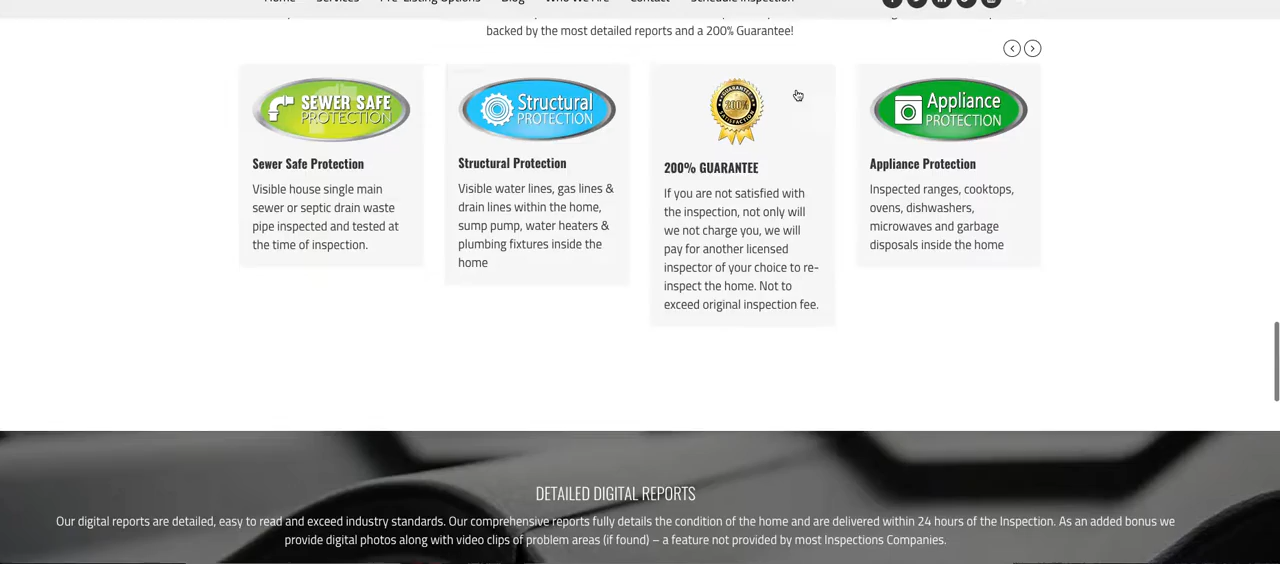 Home Services Pre-Listing Options Blog Who We Are Contact Schedule Inspection
backed by the most detailed reports and a 200% Guarantee!
SEWER SAFE
PROTECTION
Sewer Safe Protection
Visible house single main
sewer or septic drain waste
pipe inspected and tested at
the time of inspection.
Structural
PROTECTION
Structural Protection
Visible water lines, gas lines &
drain lines within the home,
sump pump, water heaters &
plumbing fixtures inside the
home
GUARANTEE
200%
SATISFACTION
200% GUARANTEE
If you are not satisfied with
the inspection, not only will
we not charge you, we will
pay for another licensed
inspector of your choice to re-
inspect the home. Not to
exceed original inspection fee.
Appliance
PROTECTION
Appliance Protection
Inspected ranges, cooktops,
ovens, dishwashers,
microwaves and garbage
disposals inside the home
DETAILED DIGITAL REPORTS
Our digital reports are detailed, easy to read and exceed industry standards. Our comprehensive reports fully details the condition of the home and are delivered within 24 hours of the Inspection. As an added bonus we
provide digital photos along with video clips of problem areas (if found) – a feature not provided by most Inspections Companies.